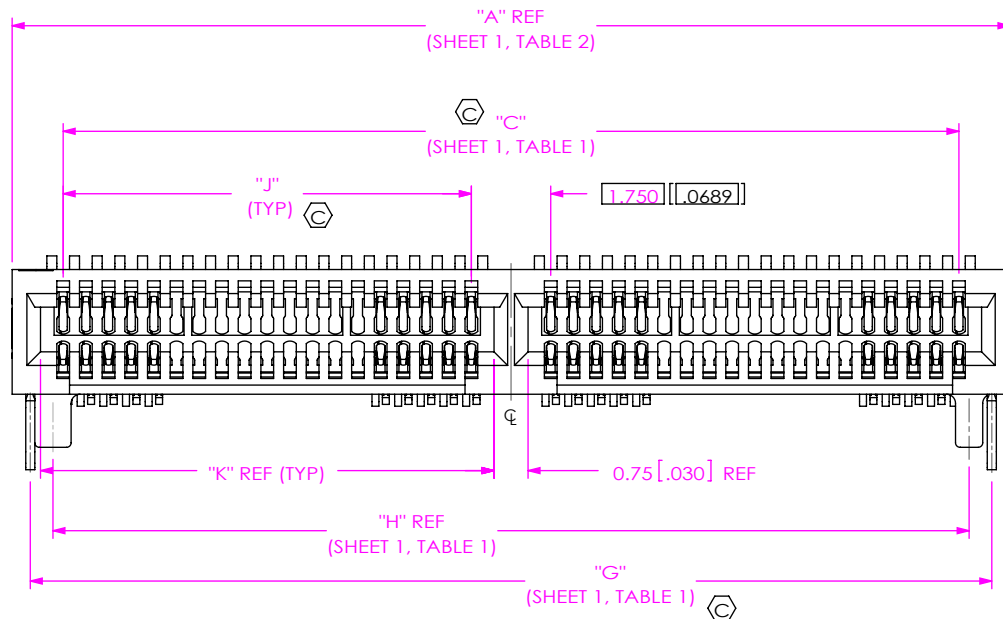 "A" REF
(SHEET 1, TABLE 2)
C
"C"
(SHEET 1, TABLE 1)
"J"
(TYP)
C
1.750 [.0689]
℄
"K" REF (TYP)
0.75 [.030] REF
"H" REF
(SHEET 1, TABLE 1)
"G"
(SHEET 1, TABLE 1)
C